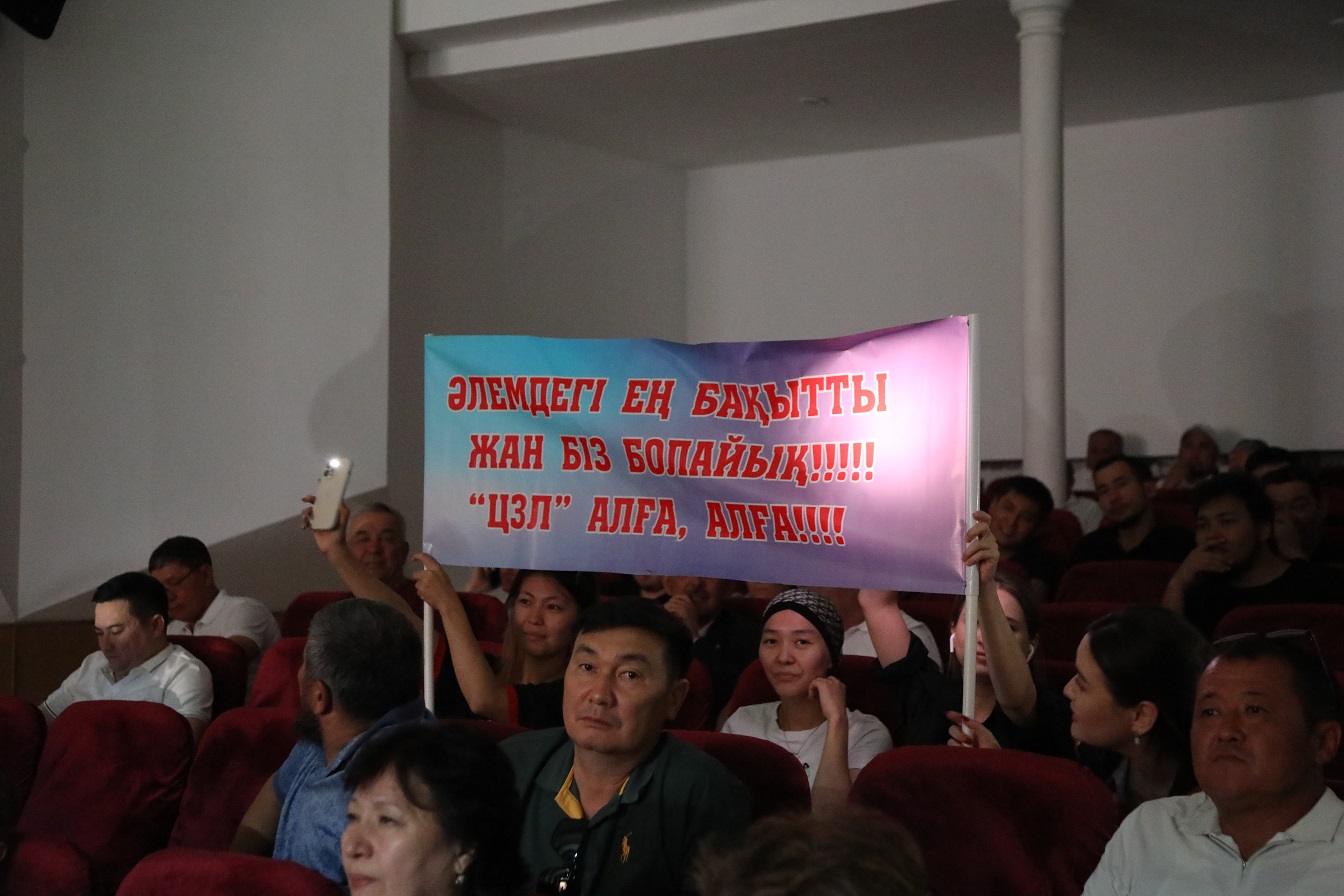 ӘЛЕМДЕГІ ЕҢ БАҚЫТТЫ
ЖАН БІЗ БОЛАЙЫҚ!!!!!
“ЦЗЛ” АЛҒА, АЛҒА!!!!